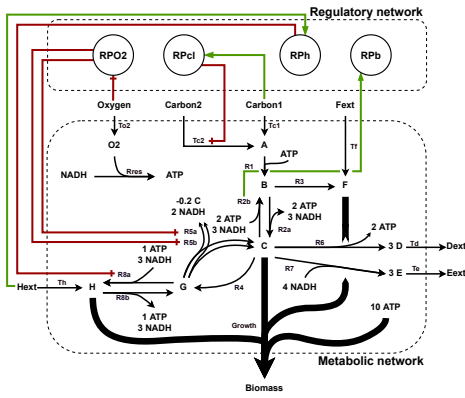 Regulatory network
RPO2 RPcl RPh RPb
Oxygen Carbon2 Carbon1 Fext
To2 Tc2 Tc1 Tf
O2 A
NADH Rres ATP
R1 ATP
B R3 F
-0.2 C
2 NADH
R2b
2 ATP
3 NADH
R2a
2 ATP
3 NADH
R5a
R5b
C R6 2 ATP
3 D Td Dext
1 ATP
3 NADH
R7
4 NADH
3 E Te Eext
Hext Th R8a
H R8b G R4
1 ATP
3 NADH
10 ATP
Growth
Metabolic network
Biomass